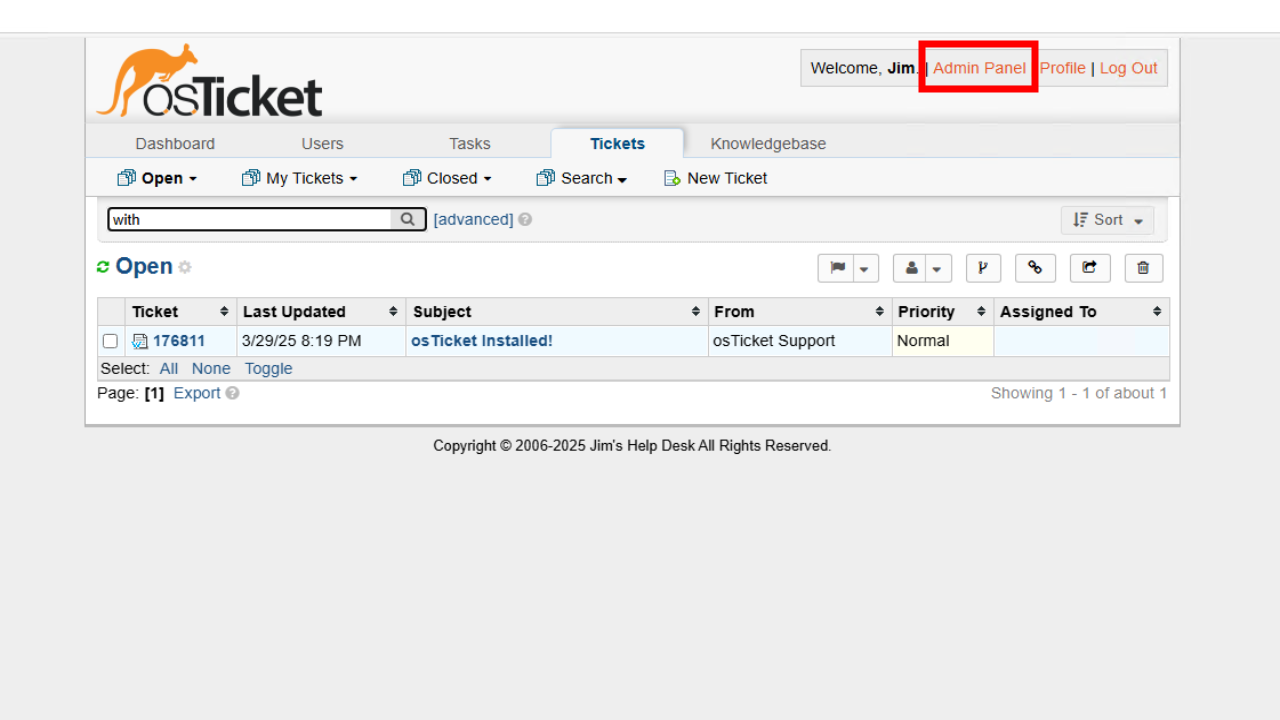 osTicket
Welcome, Jim. | Admin Panel | Profile | Log Out
Dashboard Users Tasks Tickets Knowledgebase
Open My Tickets Closed Search New Ticket
with [advanced] Sort
Open
Ticket Last Updated Subject From Priority Assigned To
176811 3/29/25 8:19 PM osTicket Installed! osTicket Support Normal
Select: All None Toggle
Page: [1] Export Showing 1 - 1 of about 1
Copyright © 2006-2025 Jim's Help Desk All Rights Reserved.